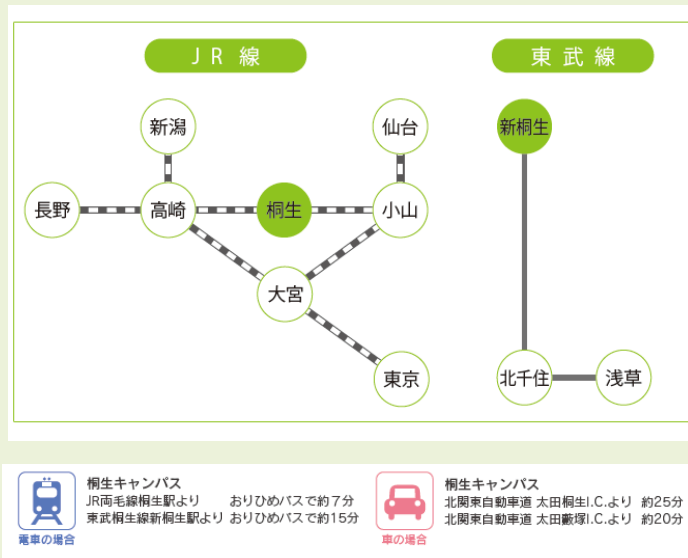 JR線
東武線
新潟
仙台
新桐生
長野
高崎
桐生
小山
大宮
東京
北千住
浅草
桐生キャンパス
JR両毛線桐生駅より おりひめバスで約7分
東武桐生線新桐生駅より おりひめバスで約15分
電車の場合
桐生キャンパス
北関東自動車道 太田桐生I.C.より 約25分
北関東自動車道 太田藪塚I.C.より 約20分
車の場合